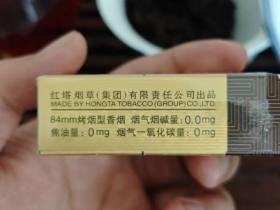 红塔烟草(集团)有限责任公司出品
MADE BY HONGTA TOBACCO (GROUP) CO.,LTD.
84mm烤烟型香烟 烟气烟碱量:0.0mg
焦油量:0mg 烟气一氧化碳量:0mg